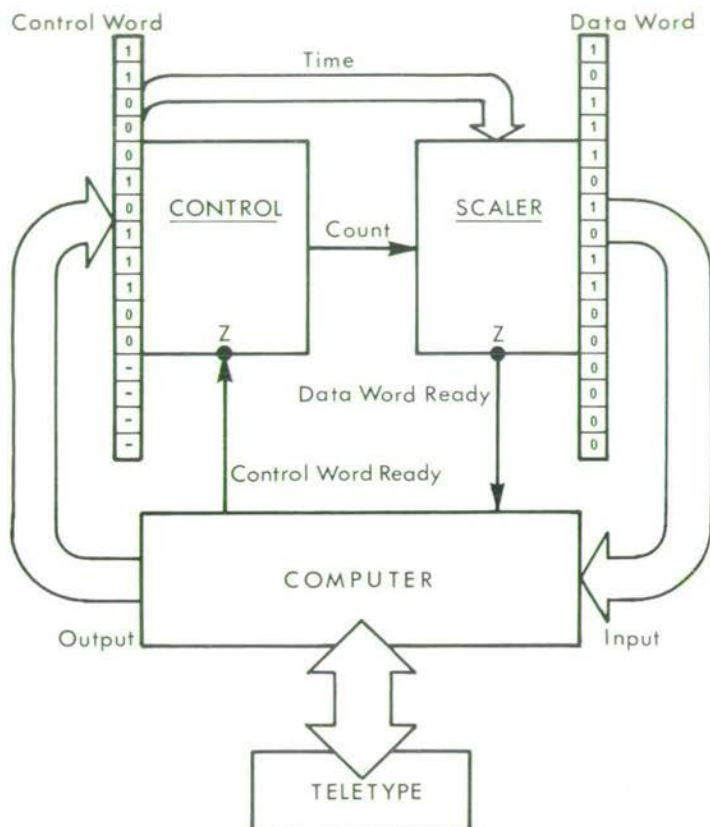 Control Word
Data Word
1
1
0
0
0
1
0
1
1
1
0
0
-
-
-
-
Time
1
0
1
1
1
0
1
0
1
1
0
0
0
0
0
0
CONTROL
SCALER
Count
Z
Z
Data Word Ready
Control Word Ready
COMPUTER
Output
Input
TELETYPE